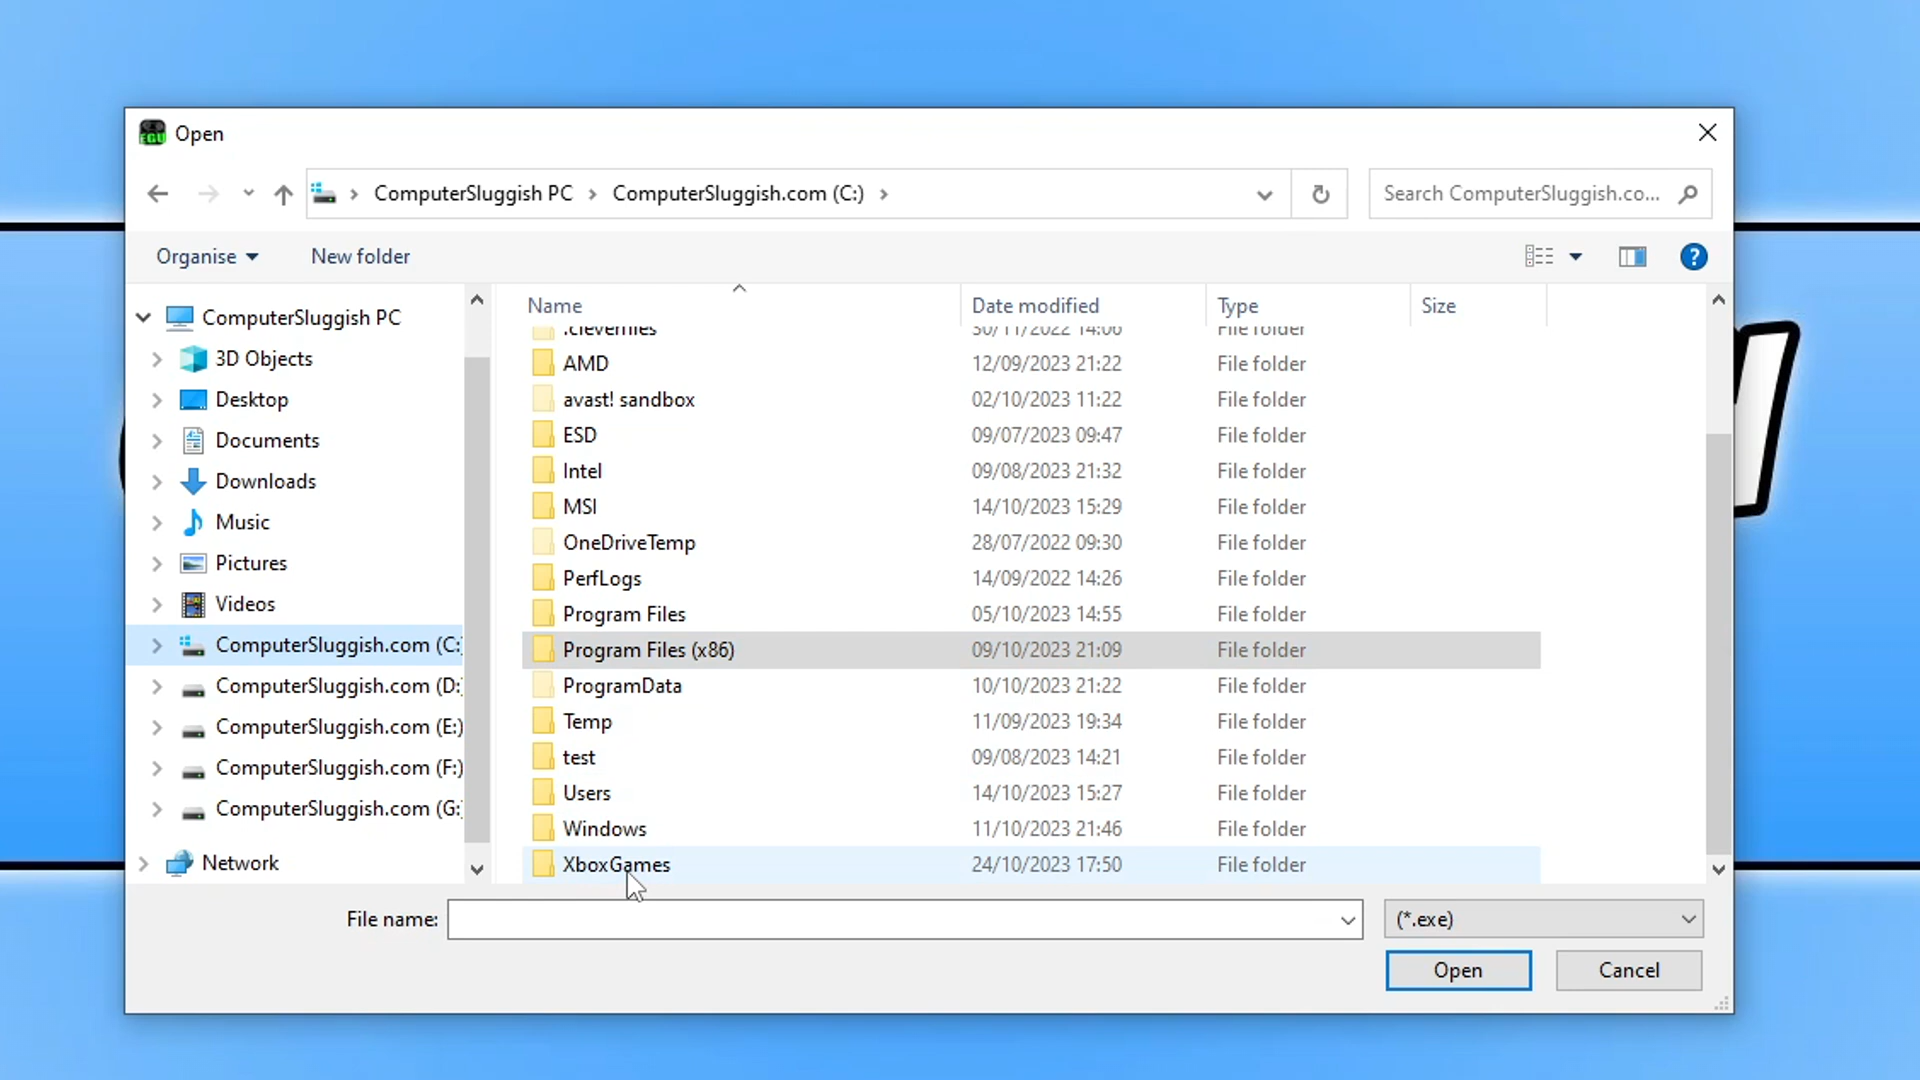 EGU Open
ComputerSluggish PC ComputerSluggish.com (C:) Search ComputerSluggish.co...
Organise New folder ?
Name Date modified Type Size
ComputerSluggish PC
3D Objects
Desktop
Documents
Downloads
Music
Pictures
Videos
ComputerSluggish.com (C:
ComputerSluggish.com (D:
ComputerSluggish.com (E:)
ComputerSluggish.com (F:)
ComputerSluggish.com (G:
Network
30/11/2022 14:06 File folder
AMD 12/09/2023 21:22 File folder
avast! sandbox 02/10/2023 11:22 File folder
ESD 09/07/2023 09:47 File folder
Intel 09/08/2023 21:32 File folder
MSI 14/10/2023 15:29 File folder
OneDriveTemp 28/07/2022 09:30 File folder
PerfLogs 14/09/2022 14:26 File folder
Program Files 05/10/2023 14:55 File folder
Program Files (x86) 09/10/2023 21:09 File folder
ProgramData 10/10/2023 21:22 File folder
Temp 11/09/2023 19:34 File folder
test 09/08/2023 14:21 File folder
Users 14/10/2023 15:27 File folder
Windows 11/10/2023 21:46 File folder
XboxGames 24/10/2023 17:50 File folder
File name: (*.exe)
Open Cancel